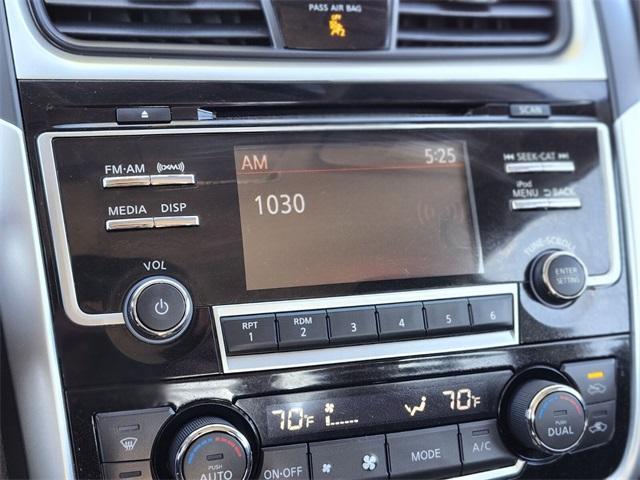 PASS AIR BAG
OFF
SCAN
AM 5:25
1030
FM·AM
((XM))
MEDIA DISP
VOL
SEEK·CAT
iPod
MENU BACK
TUNE·SCROLL
ENTER
SETTING
RPT
1
RDM
2
3
4
5
6
70°F
70°F
PUSH
AUTO
ON·OFF
MODE
A/C
PUSH
DUAL